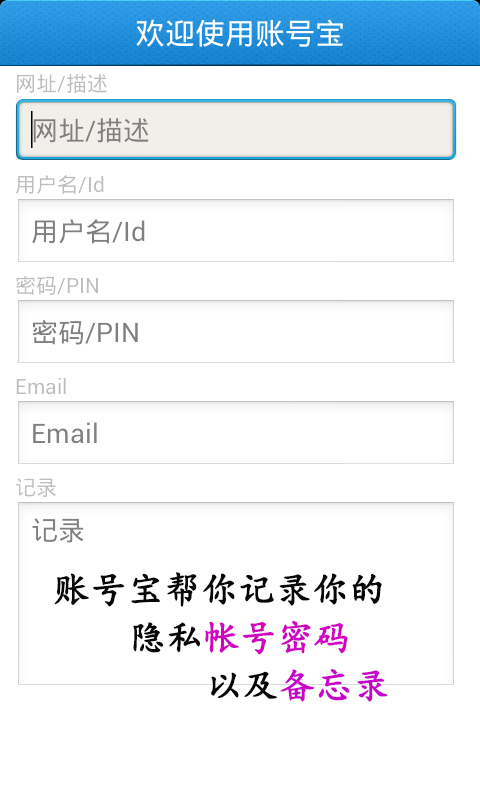 欢迎使用账号宝
网址/描述
网址/描述
用户名/Id
用户名/Id
密码/PIN
密码/PIN
Email
Email
记录
记录
账号宝帮你记录你的
隐私帐号密码
以及备忘录